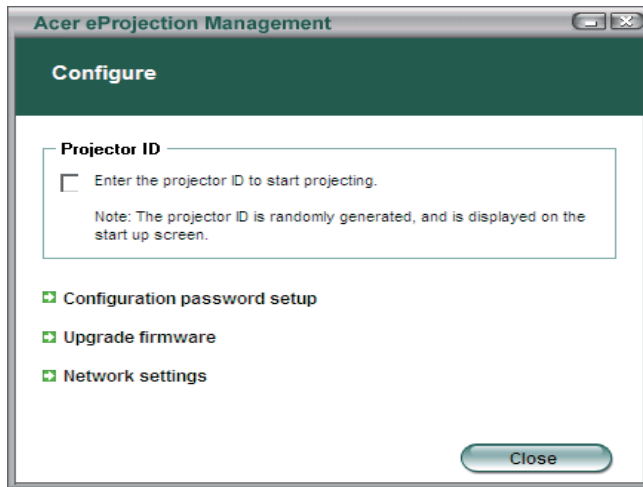 Acer eProjection Management
Configure
Projector ID
Enter the projector ID to start projecting.
Note: The projector ID is randomly generated, and is displayed on the
start up screen.
Configuration password setup
Upgrade firmware
Network settings
Close